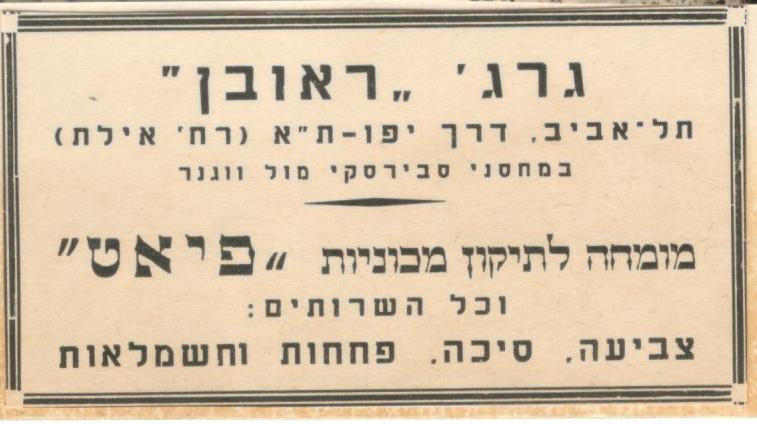 גרג' „ראובן"
תל־אביב, דרך יפו-ת"א (רח' אילת)
במחסני סבירסקי מול ווגנר
מומחה לתיקון מכוניות „פיאט"
וכל השרותים:
צביעה, סיכה, פחחות וחשמלאות